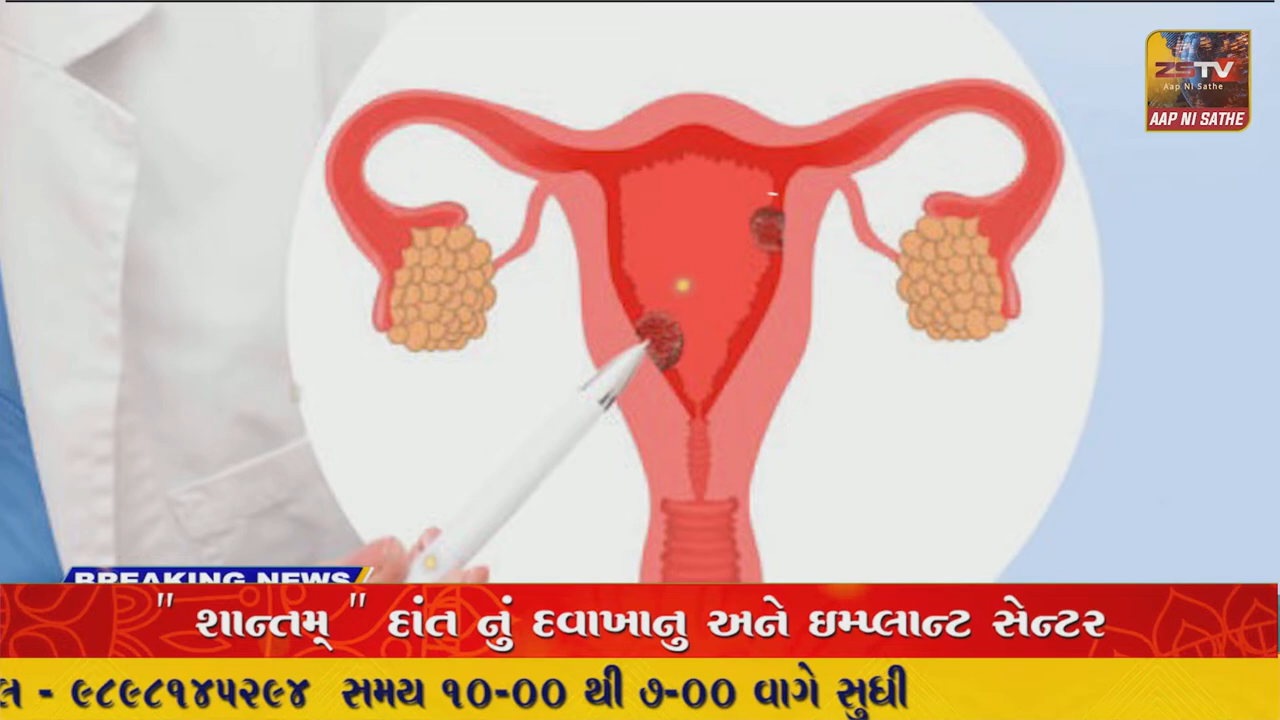 ZSTV
Aap Ni Sathe
AAP NI SATHE
BREAKING NEWS
" શાન્તમ્ " દાંત નું દવાખાનુ અને ઇમ્પ્લાન્ટ સેન્ટર
- ૯૮૯૮૧૪૫૨૯૪ સમય ૧૦-૦૦ થી ૭-૦૦ વાગે સુધી